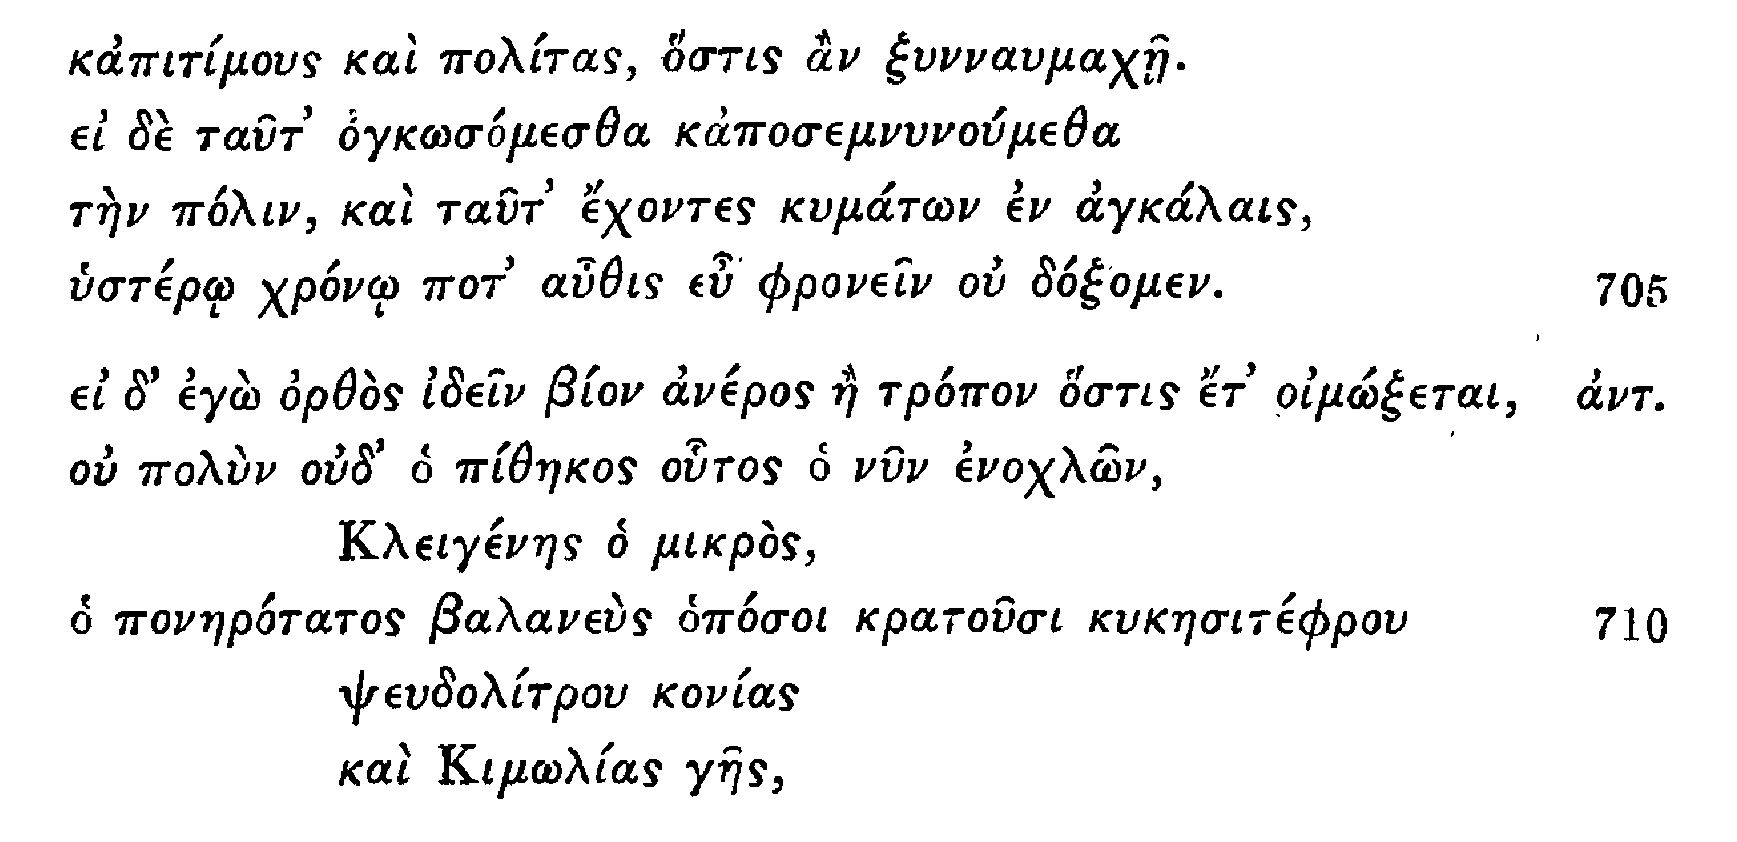 κἀπιτίμους καὶ πολίτας, ὅστις ἂν ξυνναυμαχῇ.
εἰ δὲ ταῦτ’ ὀγκωσόμεσθα κἀποσεμνυνούμεθα
τὴν πόλιν, καὶ ταῦτ’ ἔχοντες κυμάτων ἐν ἀγκάλαις,
ὑστέρῳ χρόνῳ ποτ’ αὖθις εὖ φρονεῖν οὐ δόξομεν. 705
εἰ δ’ ἐγὼ ὀρθὸς ἰδεῖν βίον ἀνέρος ἢ τρόπον ὅστις ἔτ’ οἰμώξεται, ἀντ.
οὐ πολὺν οὐδ’ ὁ πίθηκος οὗτος ὁ νῦν ἐνοχλῶν,
Κλειγένης ὁ μικρὸς,
ὁ πονηρότατος βαλανεὺς ὁπόσοι κρατοῦσι κυκησιτέφρου 710
ψευδολίτρου κονίας
καὶ Κιμωλίας γῆς,